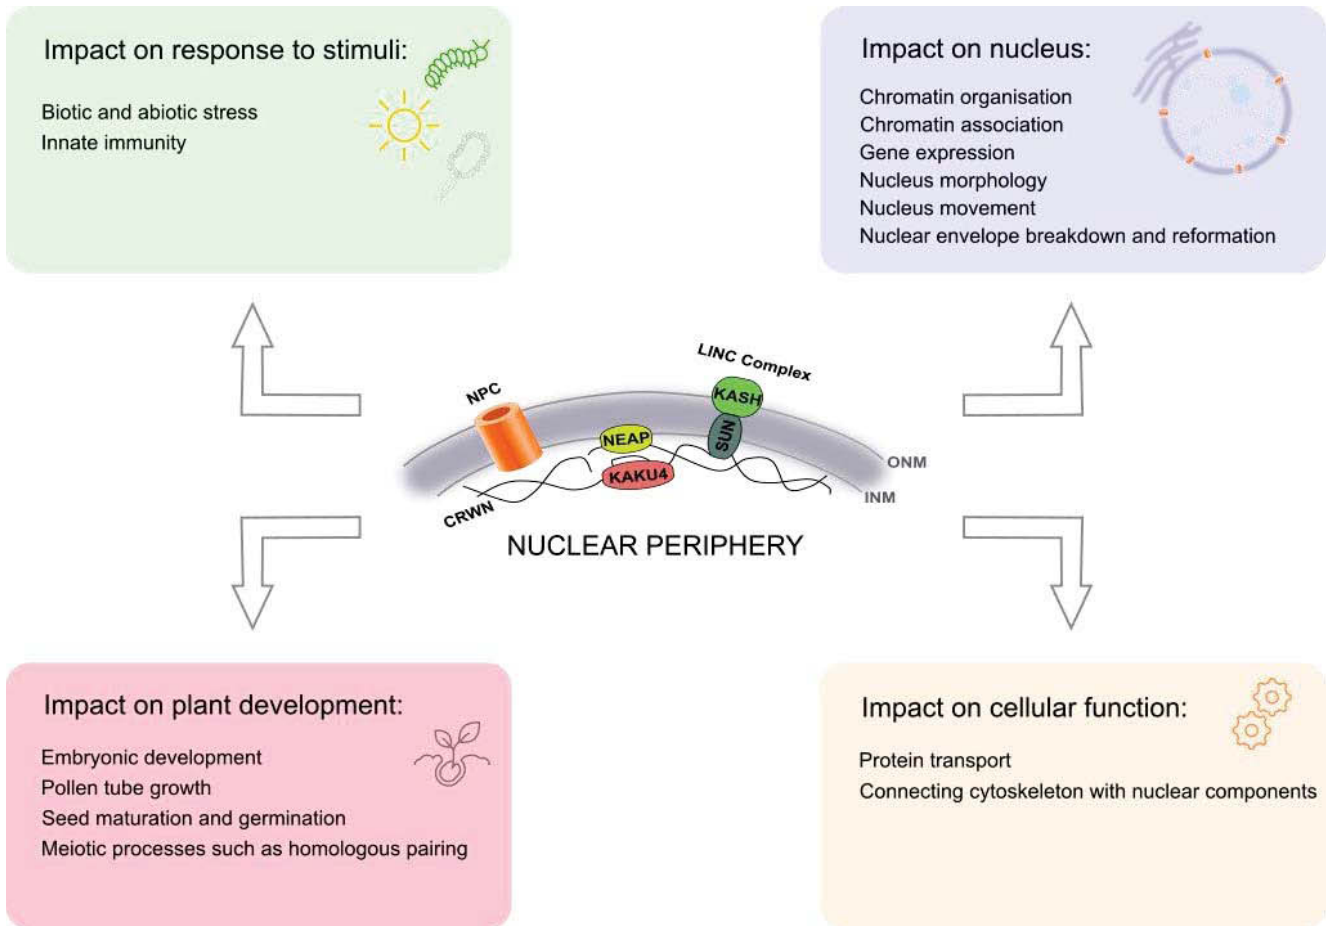 Impact on response to stimuli:
Biotic and abiotic stress
Innate immunity
Impact on nucleus:
Chromatin organisation
Chromatin association
Gene expression
Nucleus morphology
Nucleus movement
Nuclear envelope breakdown and reformation
LINC Complex
NPC
KASH
SUN
NEAP
KAKU4
CRWN
ONM
INM
NUCLEAR PERIPHERY
Impact on plant development:
Embryonic development
Pollen tube growth
Seed maturation and germination
Meiotic processes such as homologous pairing
Impact on cellular function:
Protein transport
Connecting cytoskeleton with nuclear components